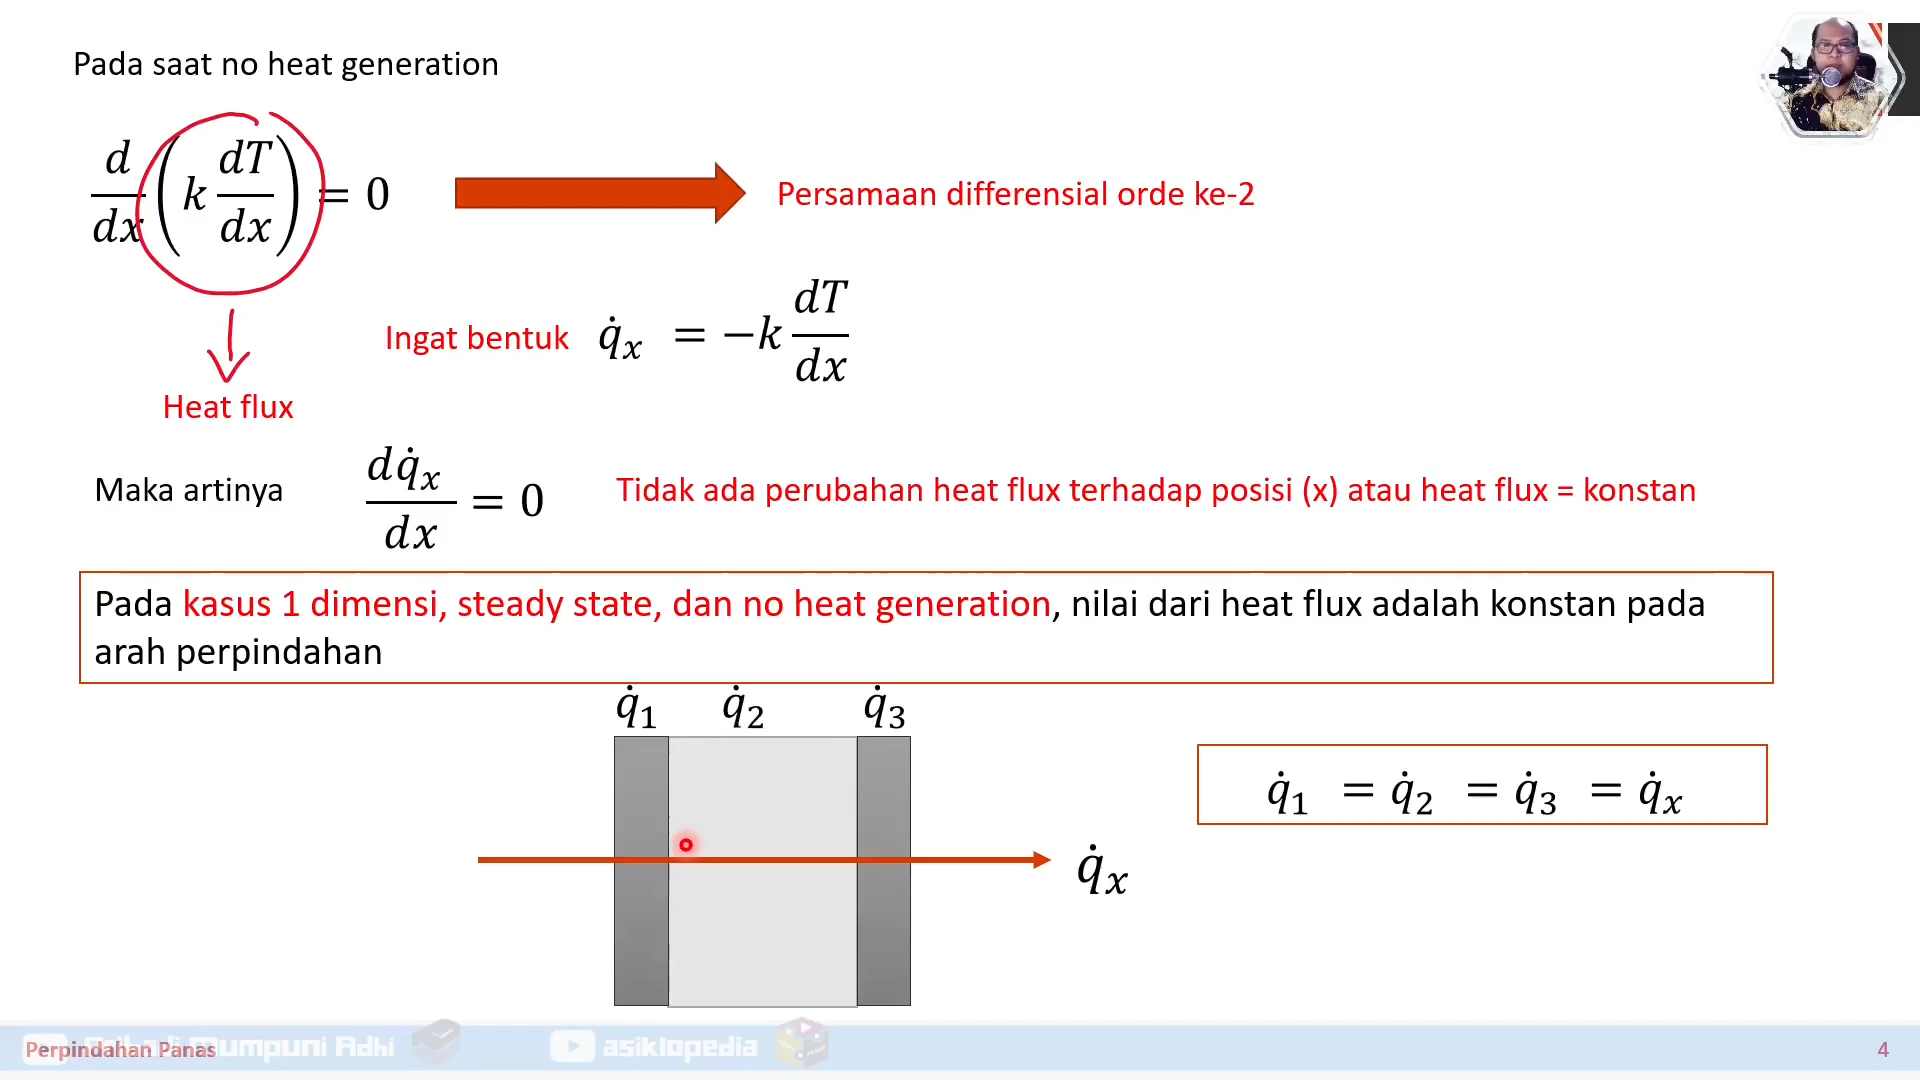 Pada saat no heat generation
d/dx (k dT/dx) = 0
Persamaan differensial orde ke-2
Ingat bentuk q̇ₓ = −k dT/dx
Heat flux
Maka artinya dq̇ₓ/dx = 0 Tidak ada perubahan heat flux terhadap posisi (x) atau heat flux = konstan
Pada kasus 1 dimensi, steady state, dan no heat generation, nilai dari heat flux adalah konstan pada
arah perpindahan
q̇₁ q̇₂ q̇₃
q̇₁ = q̇₂ = q̇₃ = q̇ₓ
q̇ₓ
Perpindahan Panas
Mumpuni Adhi
asiklopedia
4